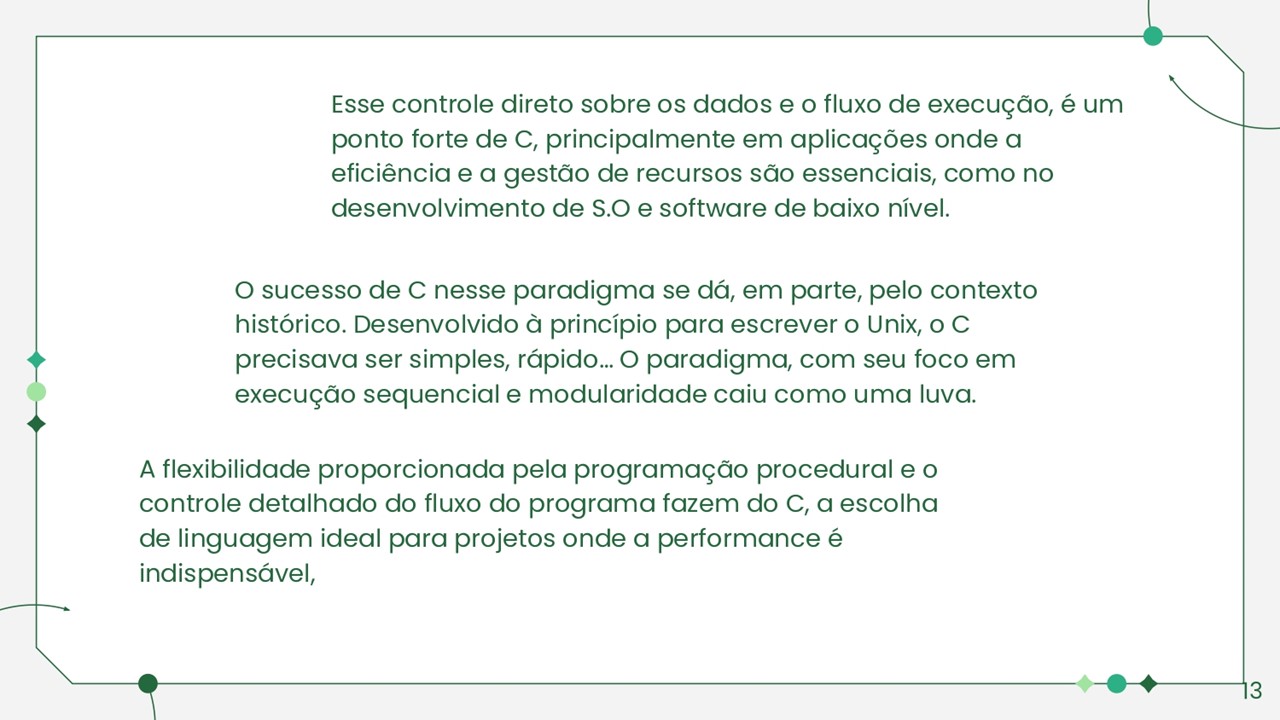 Esse controle direto sobre os dados e o fluxo de execução, é um
ponto forte de C, principalmente em aplicações onde a
eficiência e a gestão de recursos são essenciais, como no
desenvolvimento de S.O e software de baixo nível.
O sucesso de C nesse paradigma se dá, em parte, pelo contexto
histórico. Desenvolvido à princípio para escrever o Unix, o C
precisava ser simples, rápido... O paradigma, com seu foco em
execução sequencial e modularidade caiu como uma luva.
A flexibilidade proporcionada pela programação procedural e o
controle detalhado do fluxo do programa fazem do C, a escolha
de linguagem ideal para projetos onde a performance é
indispensável,
13